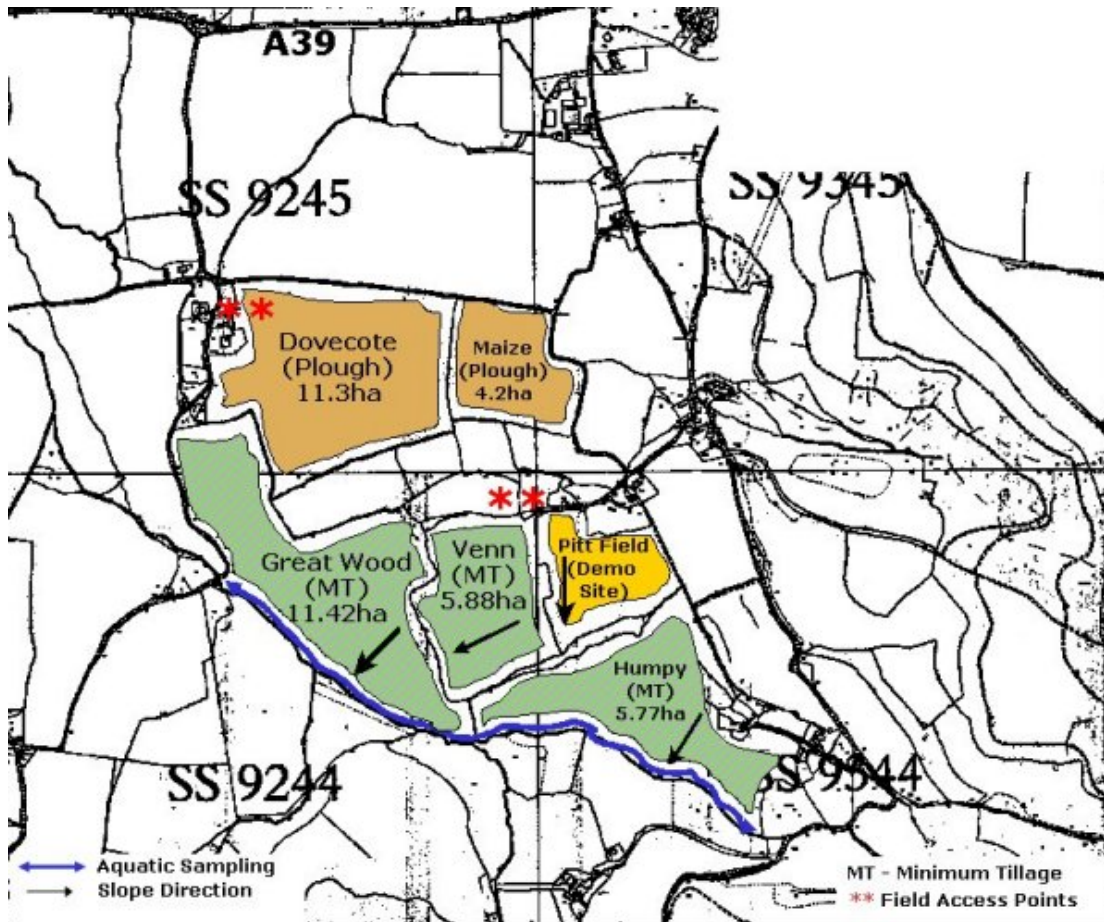 A39
SS 9245
SS 9345
Dovecote
(Plough)
11.3ha
Maize
(Plough)
4.2ha
**
**
Great Wood
(MT)
11.42ha
Venn
(MT)
5.88ha
Pitt Field
(Demo
Site)
Humpy
(MT)
5.77ha
SS 9244
SS 9344
Aquatic Sampling
Slope Direction
MT - Minimum Tillage
** Field Access Points